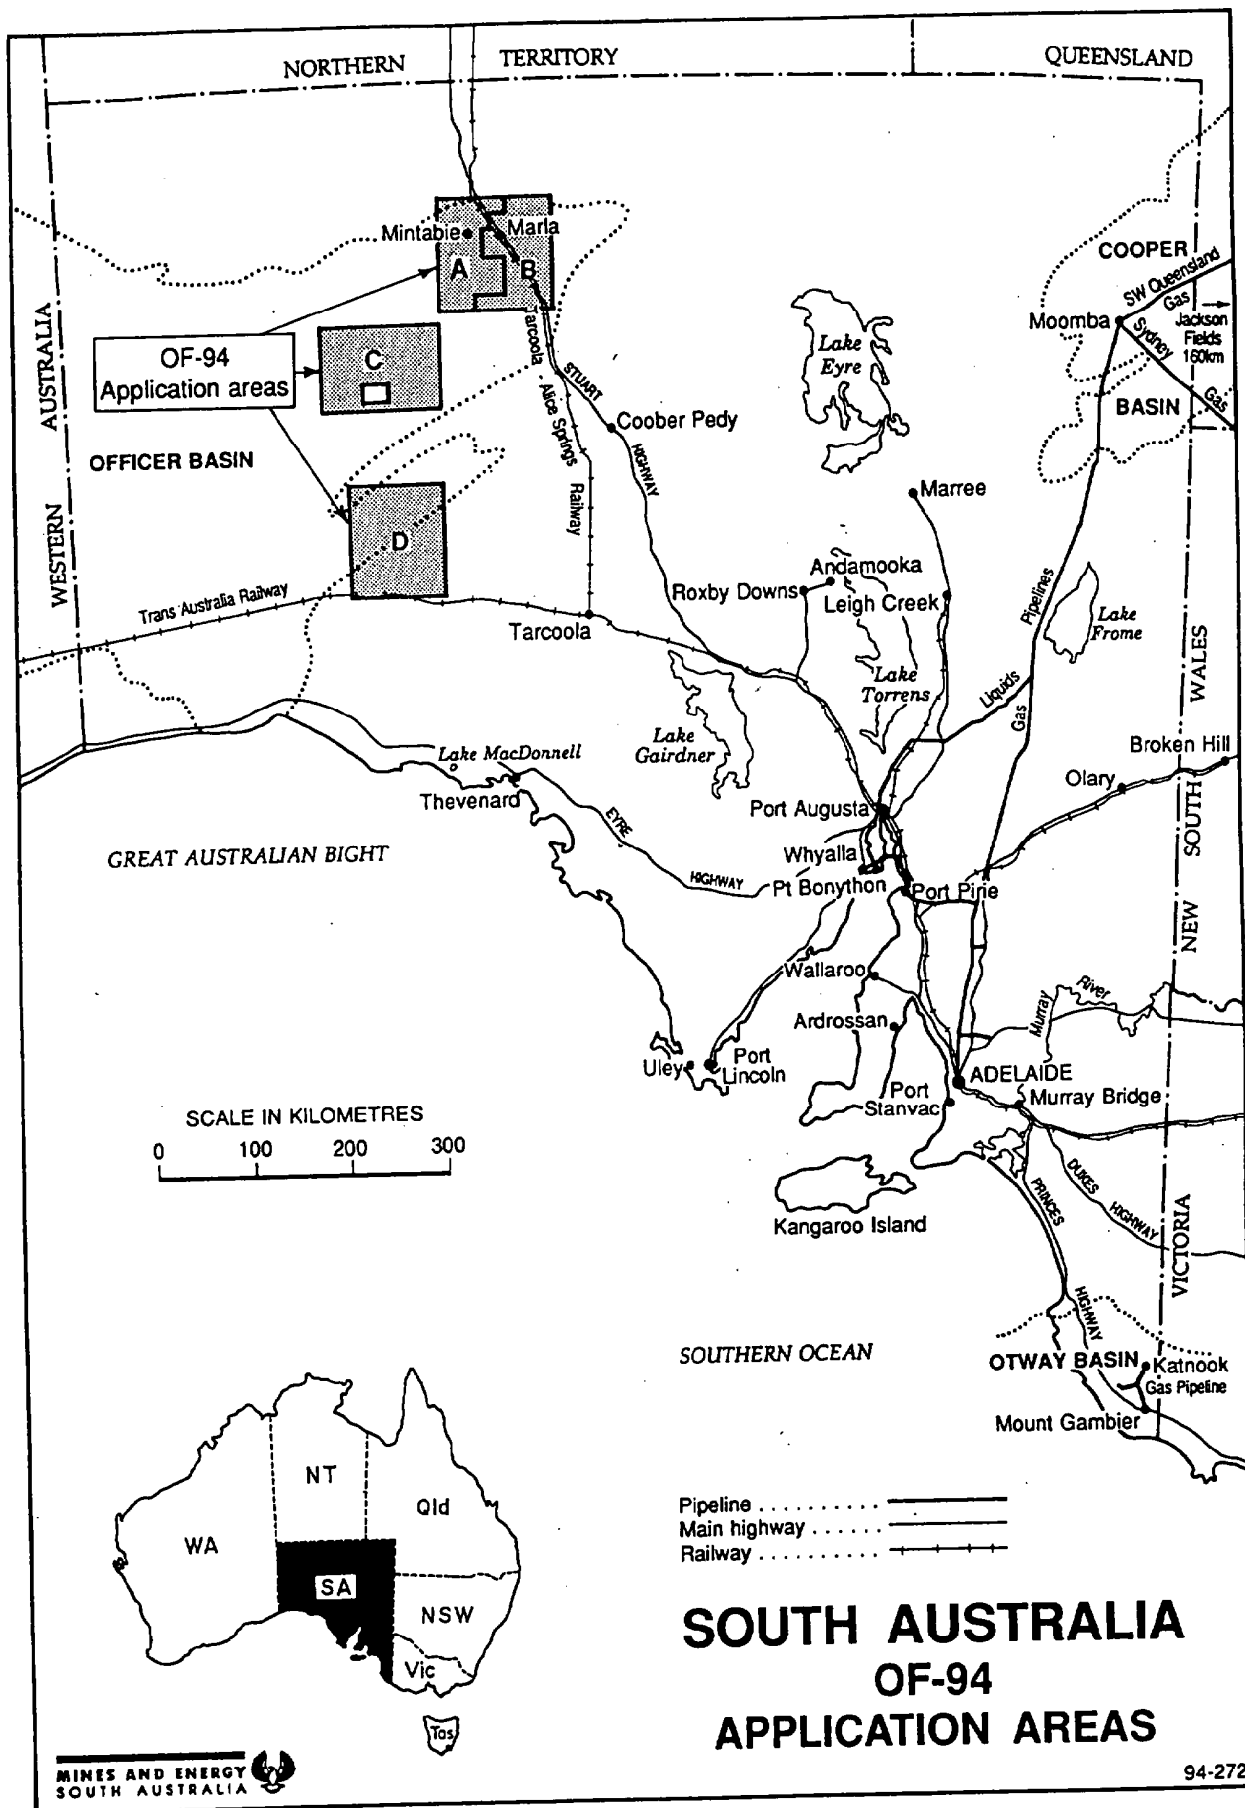 NORTHERN TERRITORY QUEENSLAND
Mintabie Marla
A B
COOPER
SW Queensland
Gas
Moomba
Jackson
Fields
160km
Sydney
Gas
BASIN
WESTERN AUSTRALIA
OF-94
Application areas
C
Tarcoola Alice Springs Railway
STUART
HIGHWAY
Lake
Eyre
Coober Pedy
OFFICER BASIN
Marree
D
Andamooka
Roxby Downs
Leigh Creek
Trans Australia Railway
Tarcoola
Pipelines
Lake
Frome
Lake
Torrens
Liquids
Gas
NEW SOUTH WALES
Lake
Gairdner
Lake MacDonnell
Thevenard
Broken Hill
Olary
Port Augusta
EYRE
HIGHWAY
GREAT AUSTRALIAN BIGHT
Whyalla
Pt Bonython
Port Pirie
Wallaroo
Murray River
Ardrossan
Uley
Port
Lincoln
ADELAIDE
Port
Stanvac
Murray Bridge
SCALE IN KILOMETRES
0 100 200 300
PRINCES
HIGHWAY
DUKES
HIGHWAY
VICTORIA
Kangaroo Island
SOUTHERN OCEAN
OTWAY BASIN
Katnook
Gas Pipeline
Mount Gambier
NT
Qld
WA
SA
NSW
Vic
Tas
Pipeline ..........
Main highway ......
Railway ..........
SOUTH AUSTRALIA
OF-94
APPLICATION AREAS
MINES AND ENERGY
SOUTH AUSTRALIA
94-272